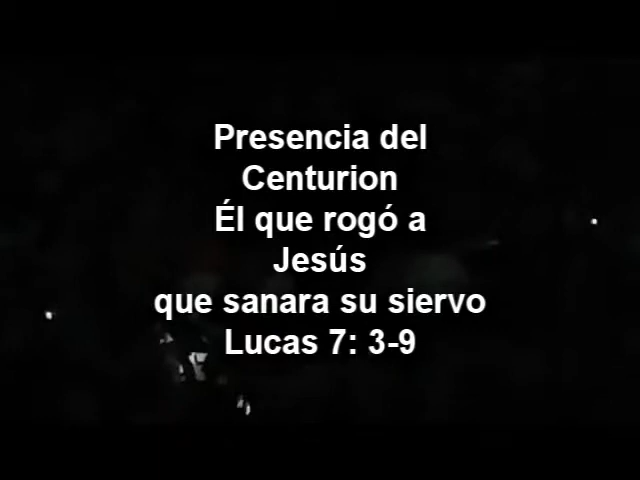 Presencia del
Centurion
Él que rogó a
Jesús
que sanara su siervo
Lucas 7: 3-9